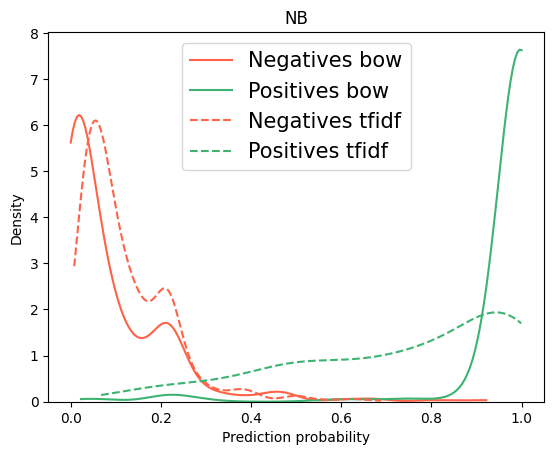 NB
8
7
6
5
4
3
2
1
0
Density
Negatives bow
Positives bow
Negatives tfidf
Positives tfidf
0.0 0.2 0.4 0.6 0.8 1.0
Prediction probability